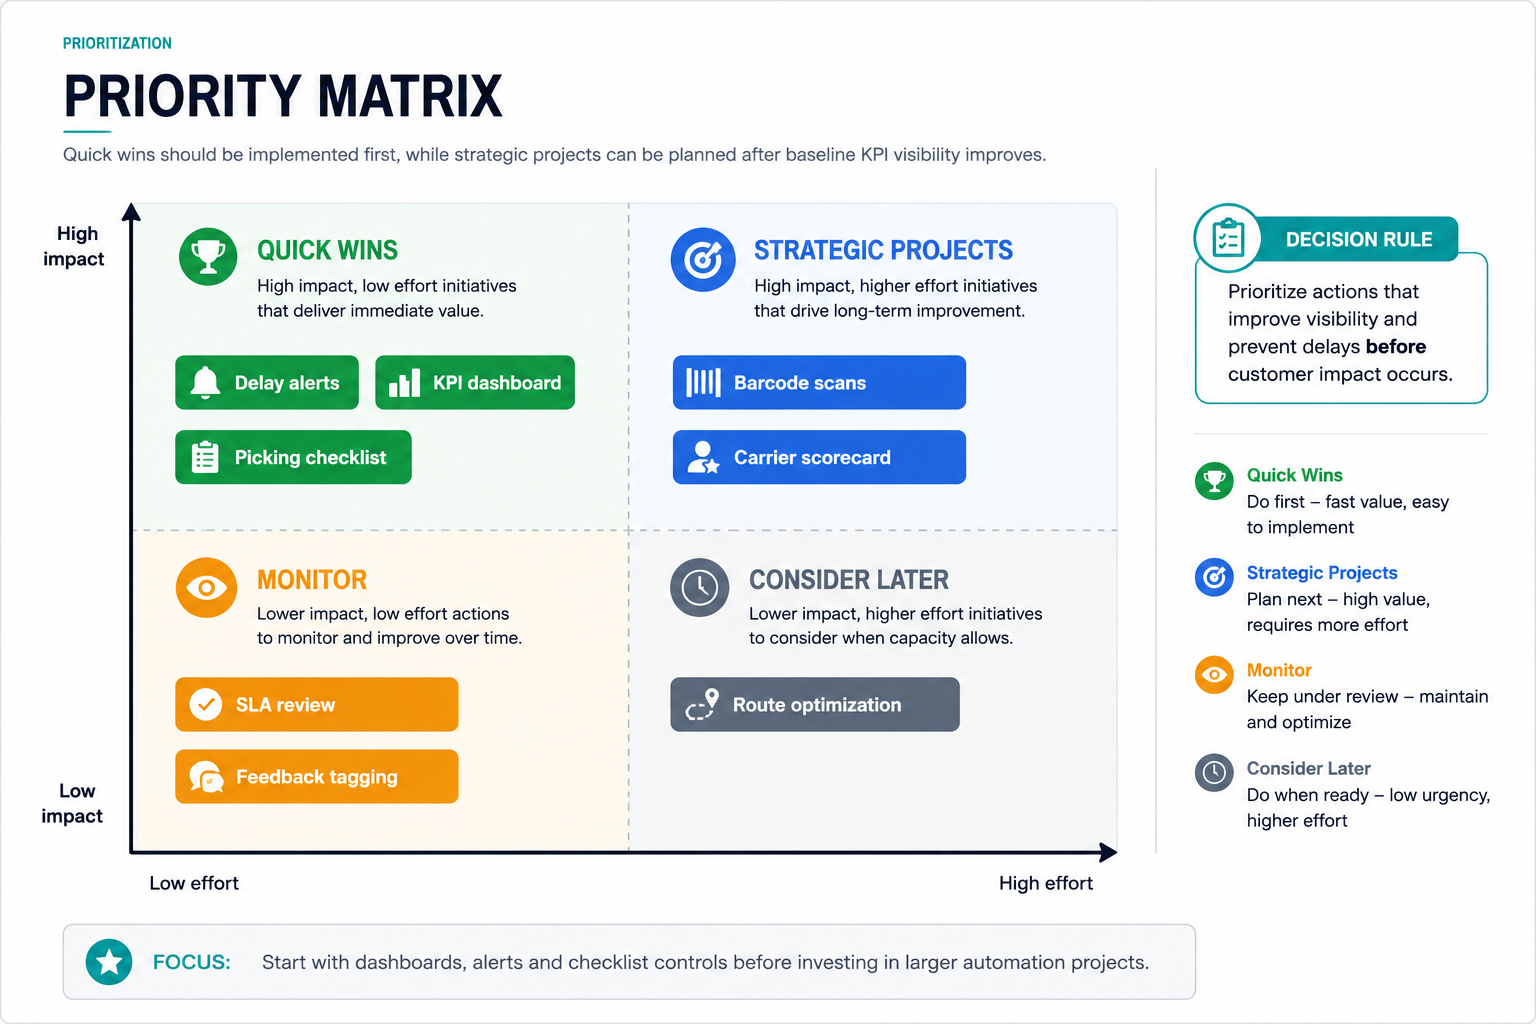 PRIORITIZATION
PRIORITY MATRIX
Quick wins should be implemented first, while strategic projects can be planned after baseline KPI visibility improves.
High
impact
QUICK WINS
High impact, low effort initiatives
that deliver immediate value.
Delay alerts
KPI dashboard
Picking checklist
STRATEGIC PROJECTS
High impact, higher effort initiatives
that drive long-term improvement.
Barcode scans
Carrier scorecard
MONITOR
Lower impact, low effort actions
to monitor and improve over time.
SLA review
Feedback tagging
CONSIDER LATER
Lower impact, higher effort initiatives
to consider when capacity allows.
Route optimization
Low
impact
Low effort
High effort
DECISION RULE
Prioritize actions that
improve visibility and
prevent delays before
customer impact occurs.
Quick Wins
Do first – fast value, easy
to implement
Strategic Projects
Plan next – high value,
requires more effort
Monitor
Keep under review – maintain
and optimize
Consider Later
Do when ready – low urgency,
higher effort
FOCUS: Start with dashboards, alerts and checklist controls before investing in larger automation projects.